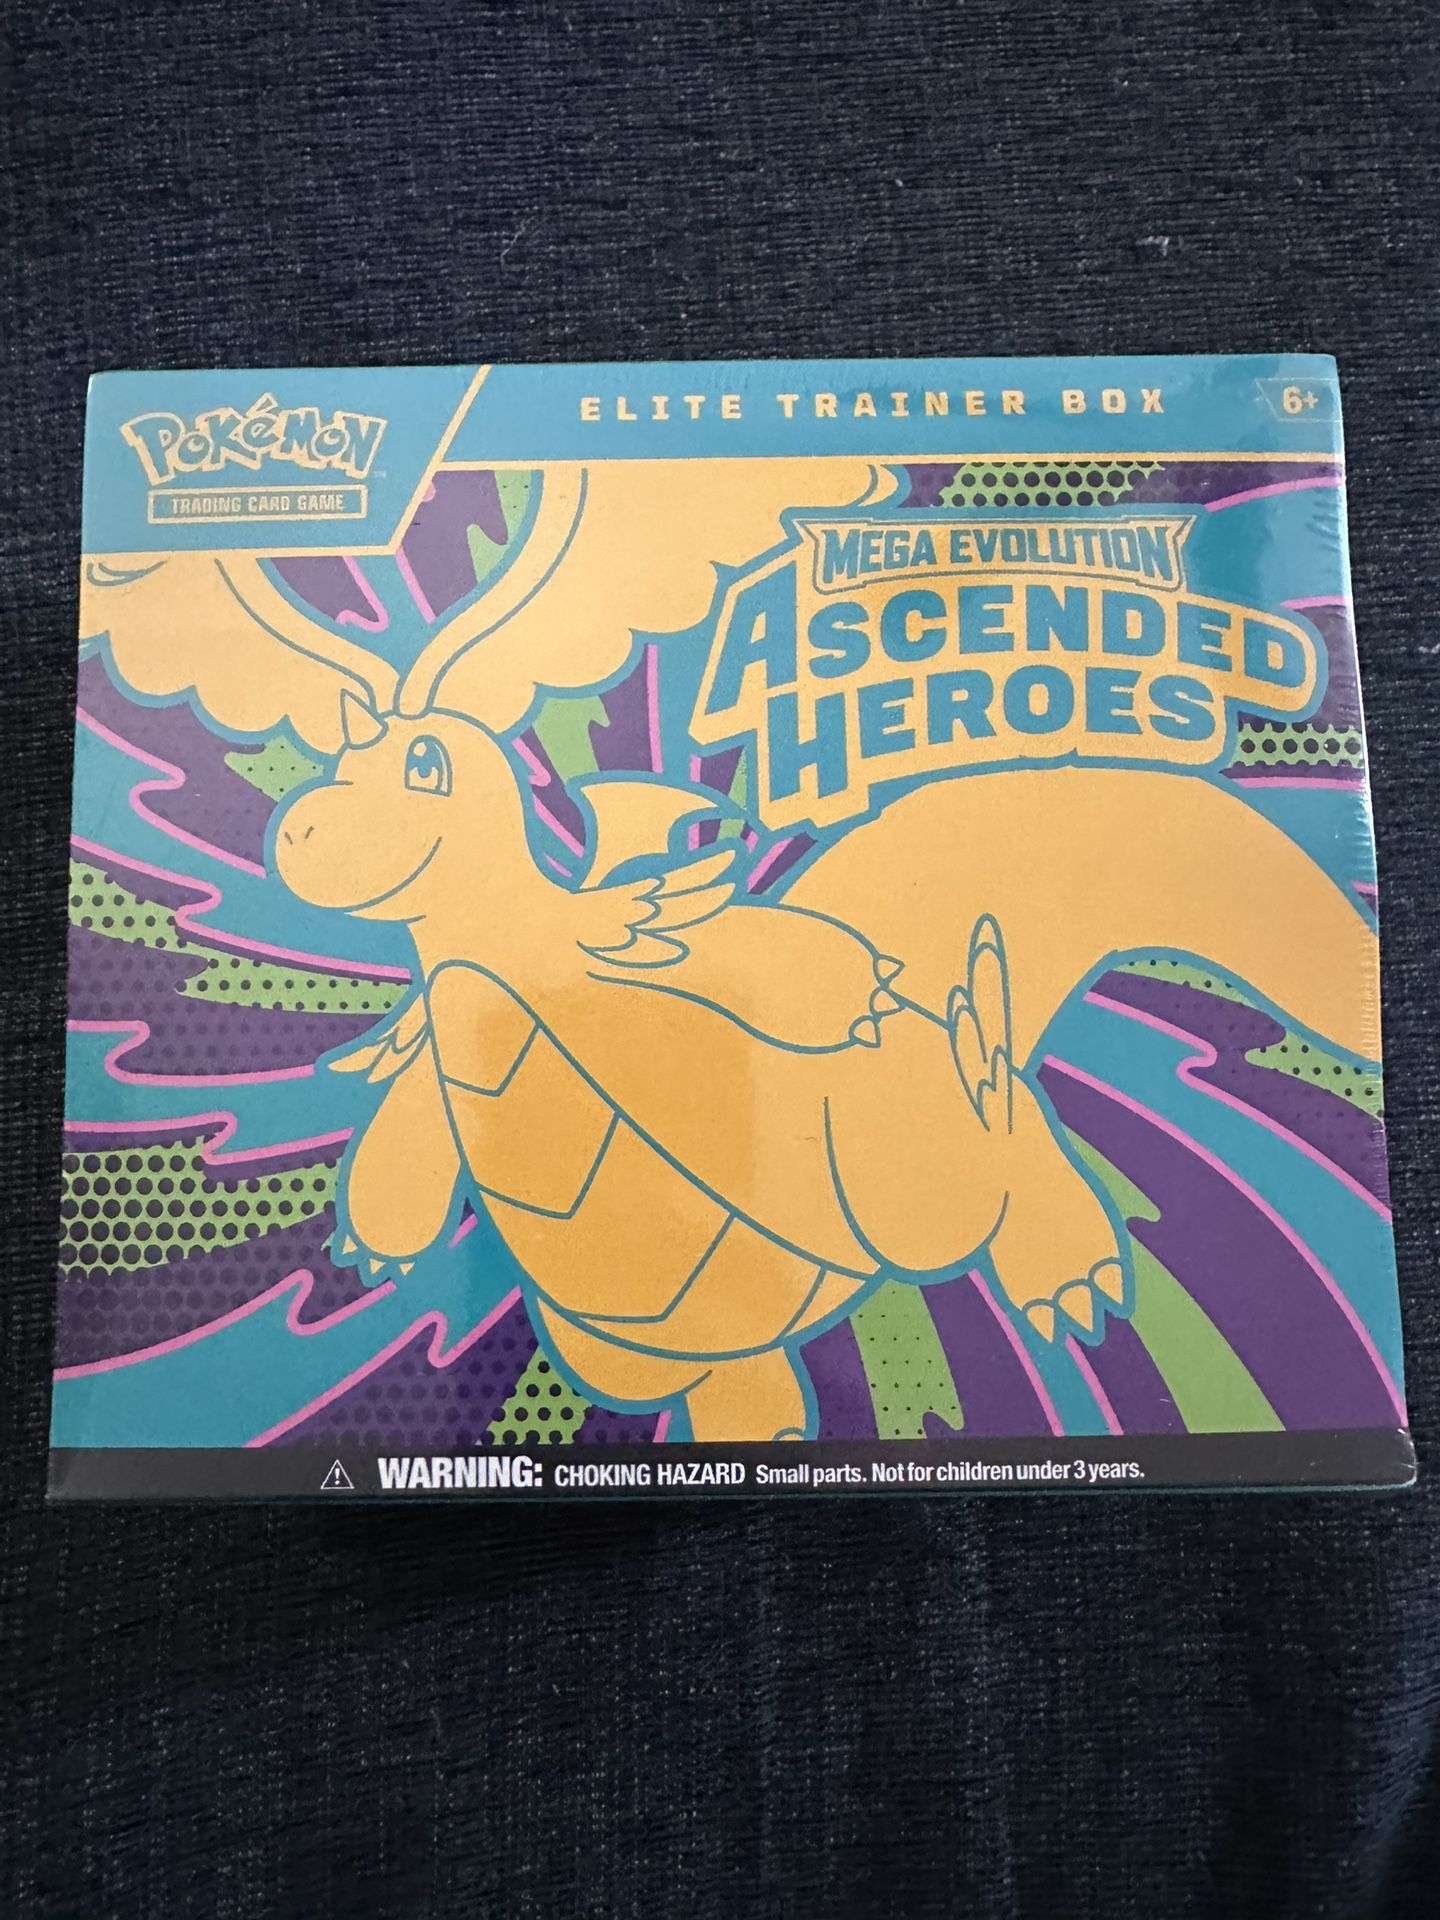 POKéMON
TRADING CARD GAME
ELITE TRAINER BOX
6+
MEGA EVOLUTION
ASCENDED
HEROES
⚠ WARNING: CHOKING HAZARD Small parts. Not for children under 3 years.